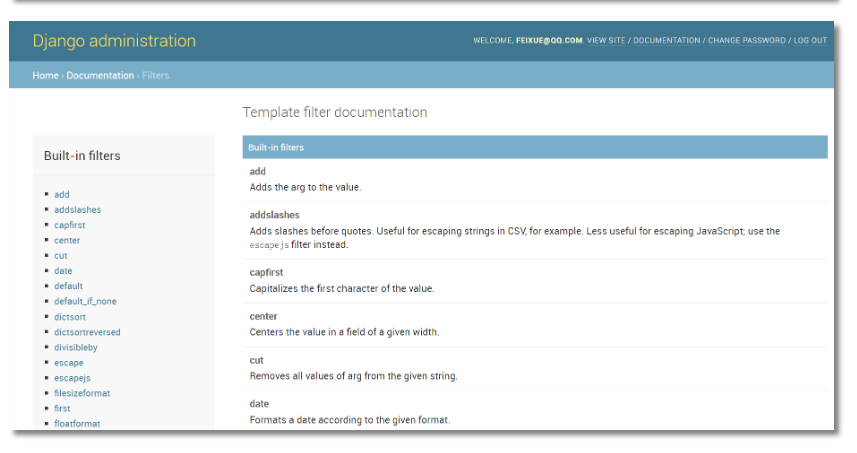 Django administration
WELCOME, FEIXUE@QQ.COM. VIEW SITE / DOCUMENTATION / CHANGE PASSWORD / LOG OUT
Home › Documentation › Filters
Template filter documentation
Built-in filters
add
addslashes
capfirst
center
cut
date
default
default_if_none
dictsort
dictsortreversed
divisibleby
escape
escapejs
filesizeformat
first
floatformat
Built-in filters
add
Adds the arg to the value.
addslashes
Adds slashes before quotes. Useful for escaping strings in CSV, for example. Less useful for escaping JavaScript; use the
escapejs filter instead.
capfirst
Capitalizes the first character of the value.
center
Centers the value in a field of a given width.
cut
Removes all values of arg from the given string.
date
Formats a date according to the given format.